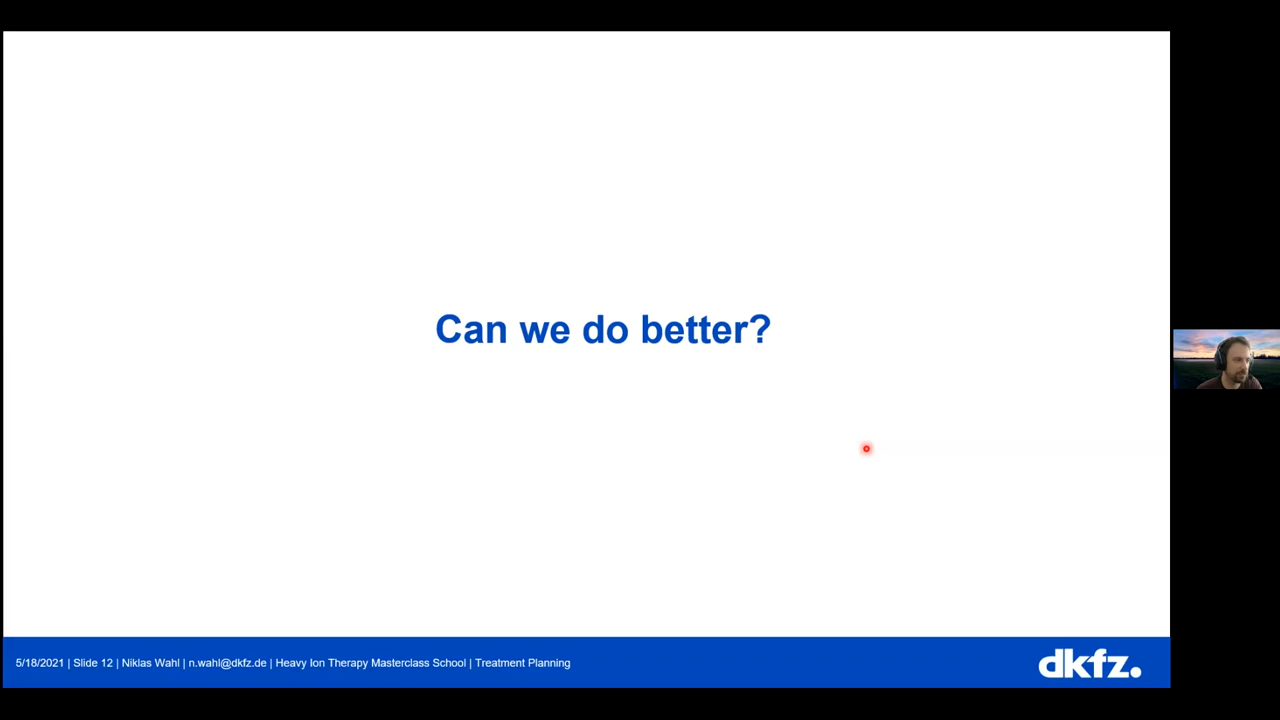 Can we do better?
5/18/2021 | Slide 12 | Niklas Wahl | n.wahl@dkfz.de | Heavy Ion Therapy Masterclass School | Treatment Planning
dkfz.